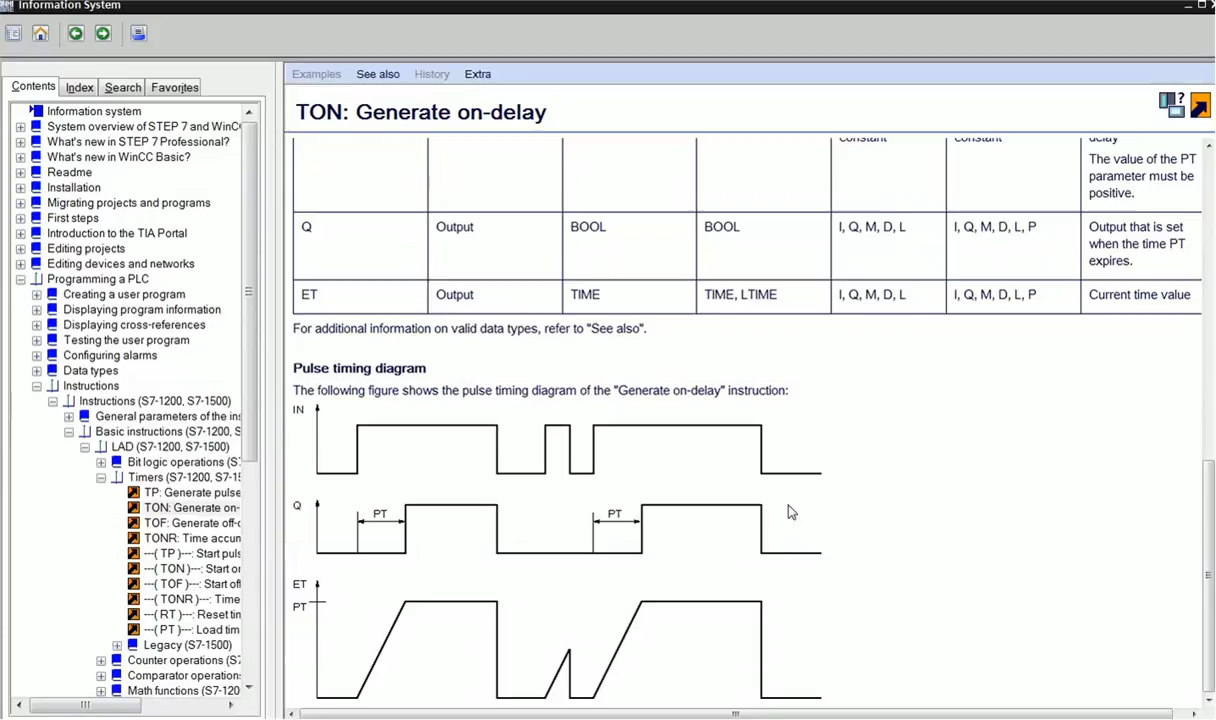 Information System
Contents Index Search Favorites
Information system
System overview of STEP 7 and WinCC
What's new in STEP 7 Professional?
What's new in WinCC Basic?
Readme
Installation
Migrating projects and programs
First steps
Introduction to the TIA Portal
Editing projects
Editing devices and networks
Programming a PLC
Creating a user program
Displaying program information
Displaying cross-references
Testing the user program
Configuring alarms
Data types
Instructions
Instructions (S7-1200, S7-1500)
General parameters of the ins
Basic instructions (S7-1200, S
LAD (S7-1200, S7-1500)
Bit logic operations (S7
Timers (S7-1200, S7-15
TP: Generate pulse
TON: Generate on-
TOF: Generate off-d
TONR: Time accum
---( TP )---: Start puls
---( TON )---: Start on
---( TOF )---: Start off
---( TONR )---: Time
---( RT )---: Reset tim
---( PT )---: Load tim
Legacy (S7-1500)
Counter operations (S7
Comparator operations
Math functions (S7-120
Examples See also History Extra
TON: Generate on-delay
constant constant delay
The value of the PT
parameter must be
positive.
Q Output BOOL BOOL I, Q, M, D, L I, Q, M, D, L, P Output that is set
when the time PT
expires.
ET Output TIME TIME, LTIME I, Q, M, D, L I, Q, M, D, L, P Current time value
For additional information on valid data types, refer to "See also".
Pulse timing diagram
The following figure shows the pulse timing diagram of the "Generate on-delay" instruction:
IN
Q
PT PT
ET
PT